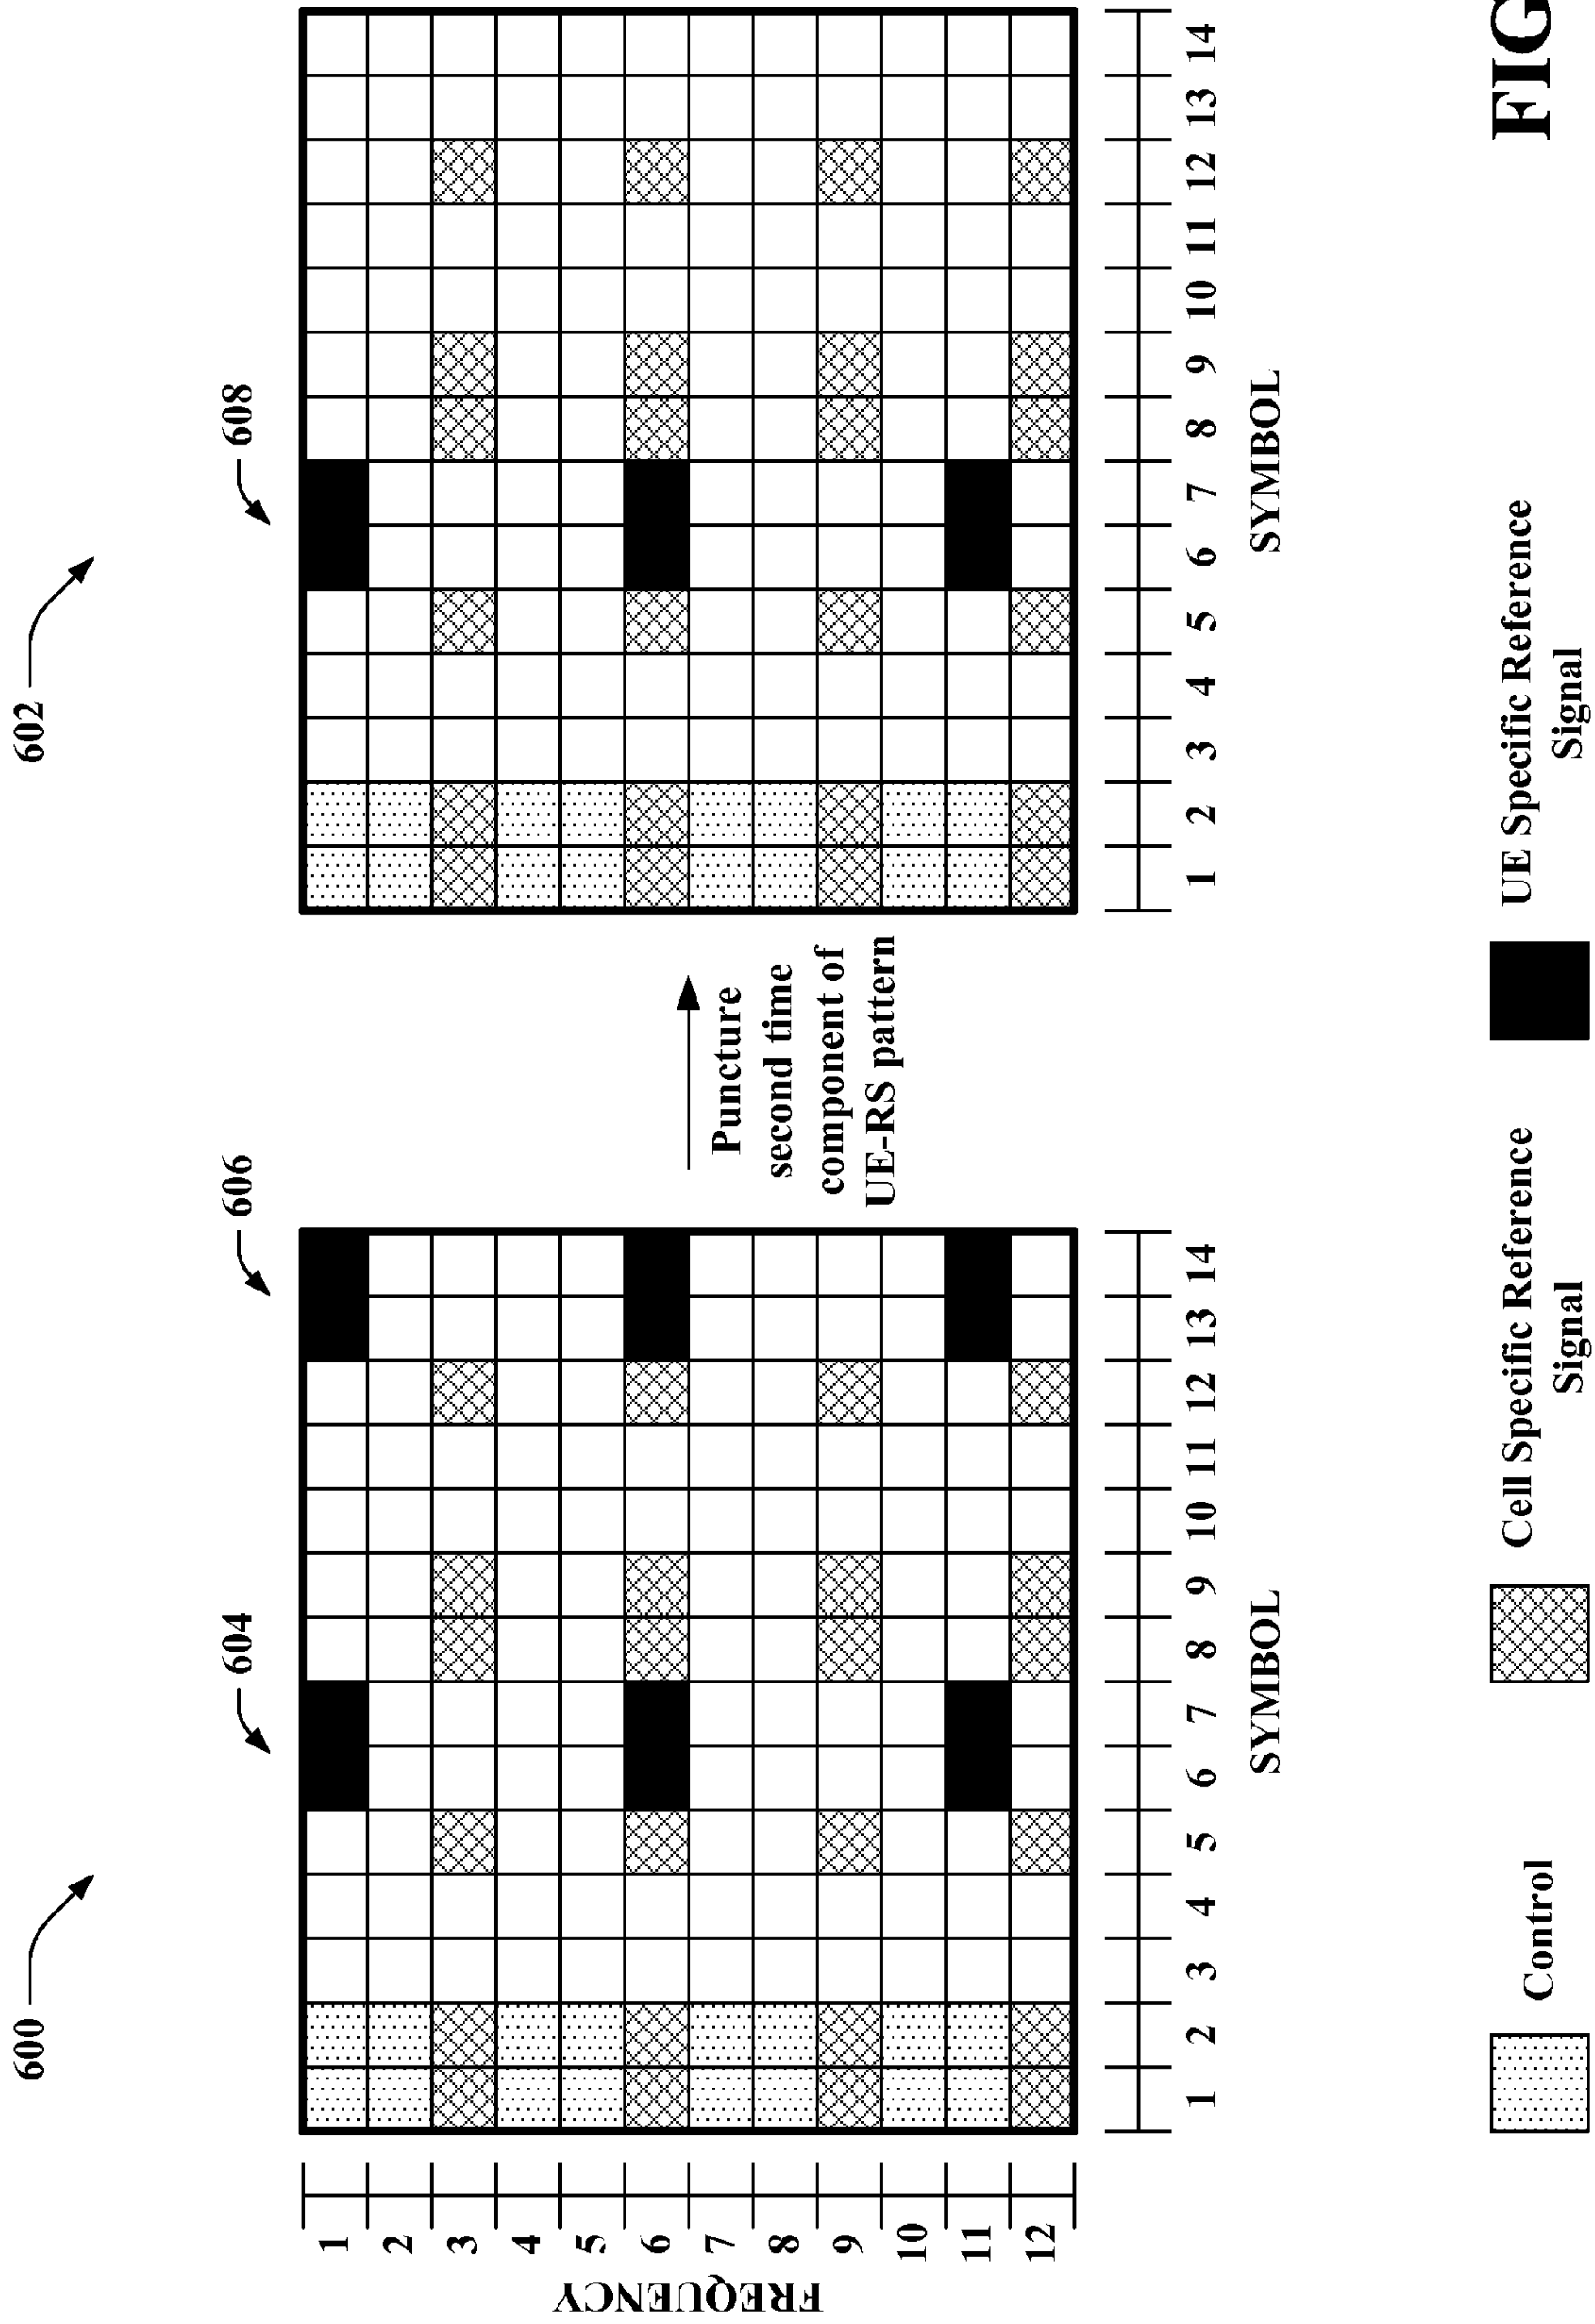 600
602
604
606
608
FREQUENCY
1
2
3
4
5
6
7
8
9
10
11
12
Puncture
second time
component of
UE-RS pattern
1 2 3 4 5 6 7 8 9 10 11 12 13 14
SYMBOL
1 2 3 4 5 6 7 8 9 10 11 12 13 14
SYMBOL
Control
Cell Specific Reference
Signal
UE Specific Reference
Signal
FIG